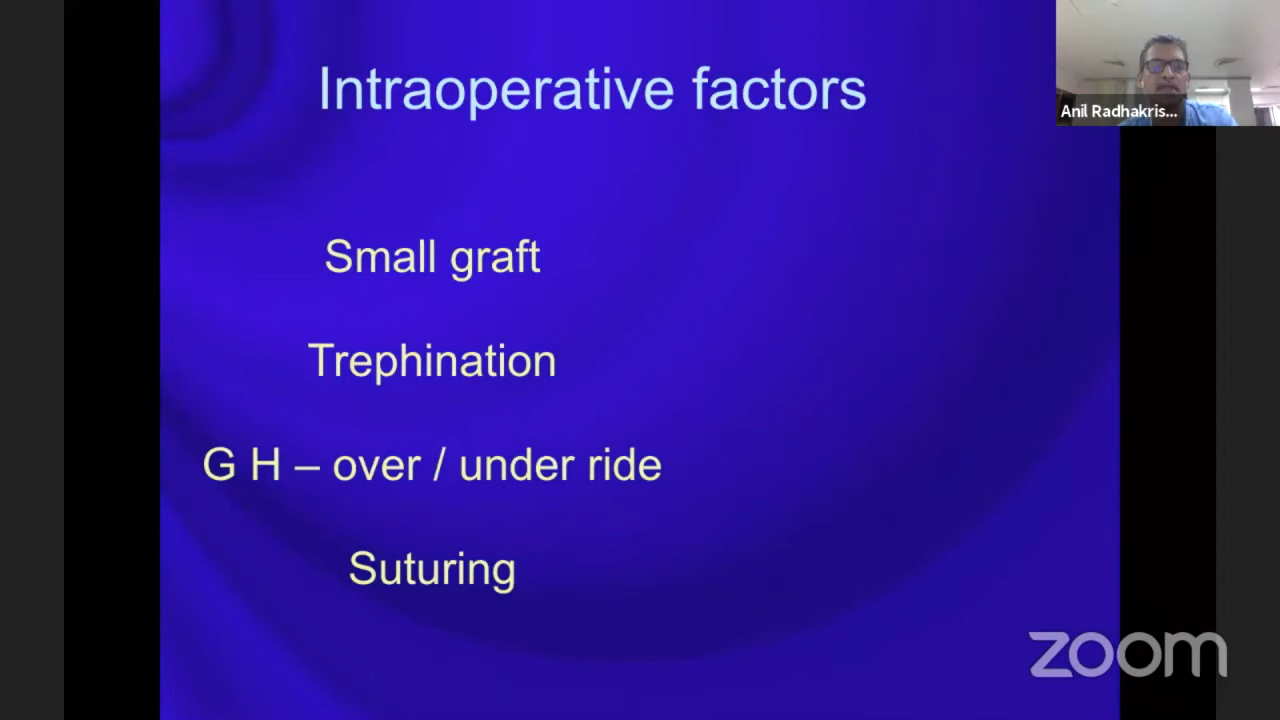 Intraoperative factors
Anil Radhakris...
Small graft
Trephination
G H – over / under ride
Suturing
zoom